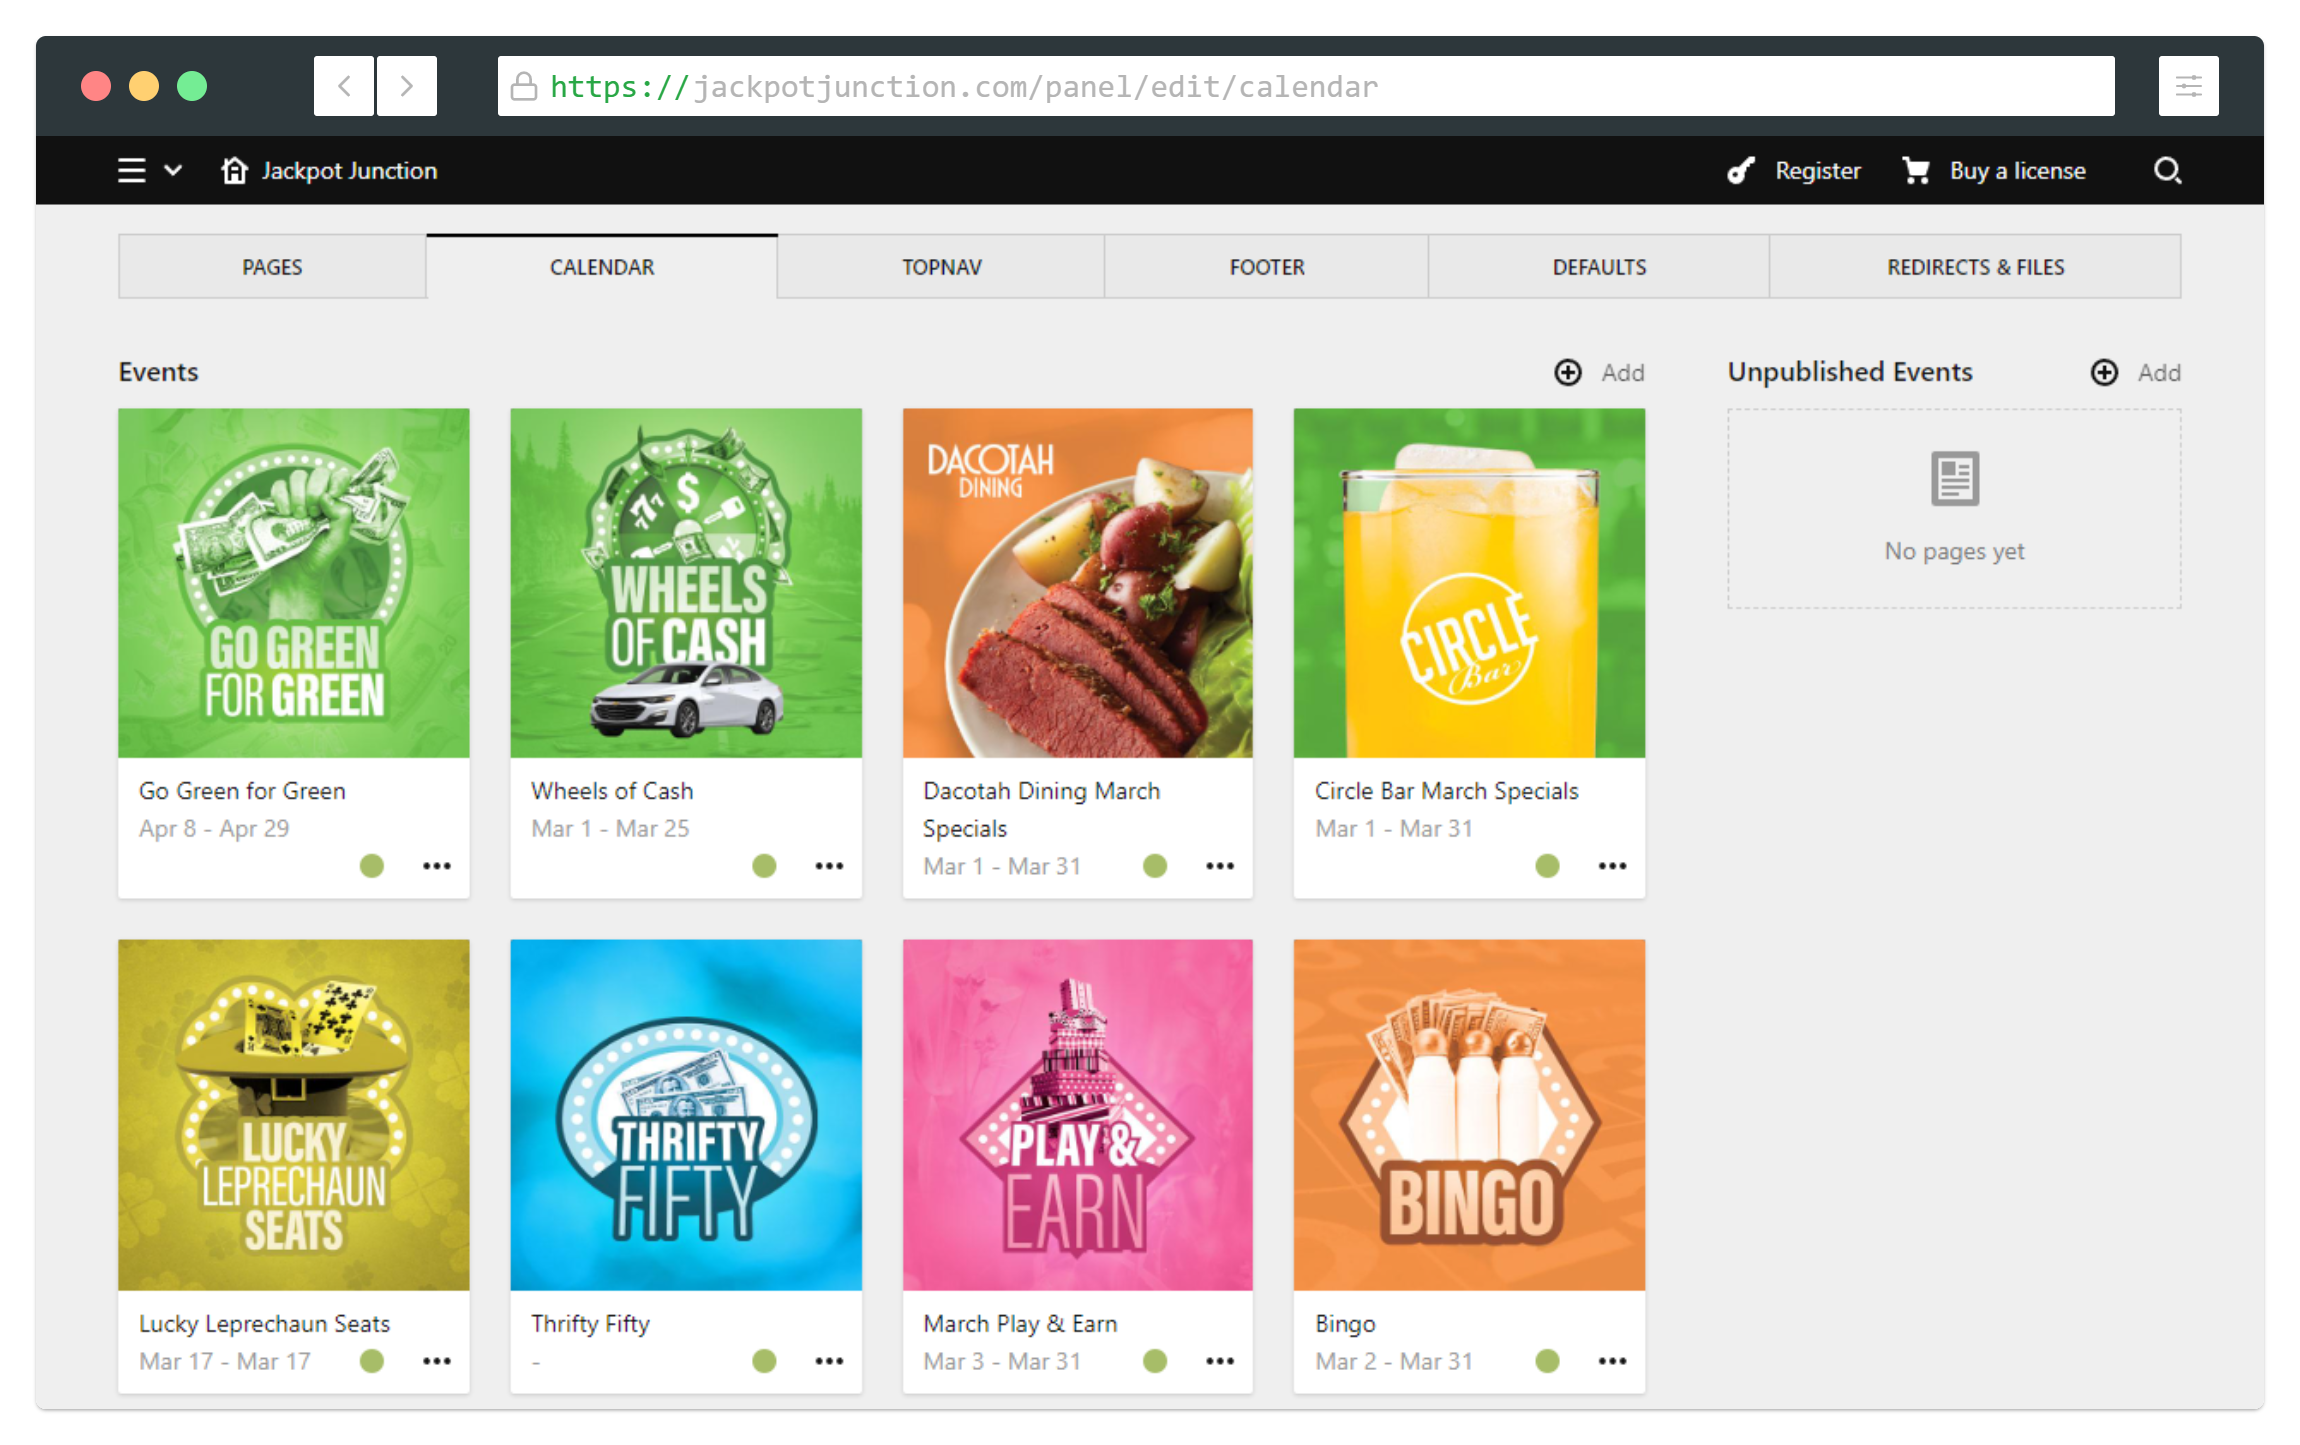 https://jackpotjunction.com/panel/edit/calendar
Jackpot Junction
Register
Buy a license
PAGES
CALENDAR
TOPNAV
FOOTER
DEFAULTS
REDIRECTS & FILES
Events
Add
Unpublished Events
Add
GO GREEN
FOR GREEN
Go Green for Green
Apr 8 - Apr 29
777
$
%
WHEELS
OF CASH
Wheels of Cash
Mar 1 - Mar 25
DACOTAH
DINING
Dacotah Dining March
Specials
Mar 1 - Mar 31
CIRCLE
Bar
Circle Bar March Specials
Mar 1 - Mar 31
No pages yet
LUCKY
LEPRECHAUN
SEATS
Lucky Leprechaun Seats
Mar 17 - Mar 17
THRIFTY
FIFTY
Thrifty Fifty
-
PLAY &
EARN
March Play & Earn
Mar 3 - Mar 31
BINGO
Bingo
Mar 2 - Mar 31